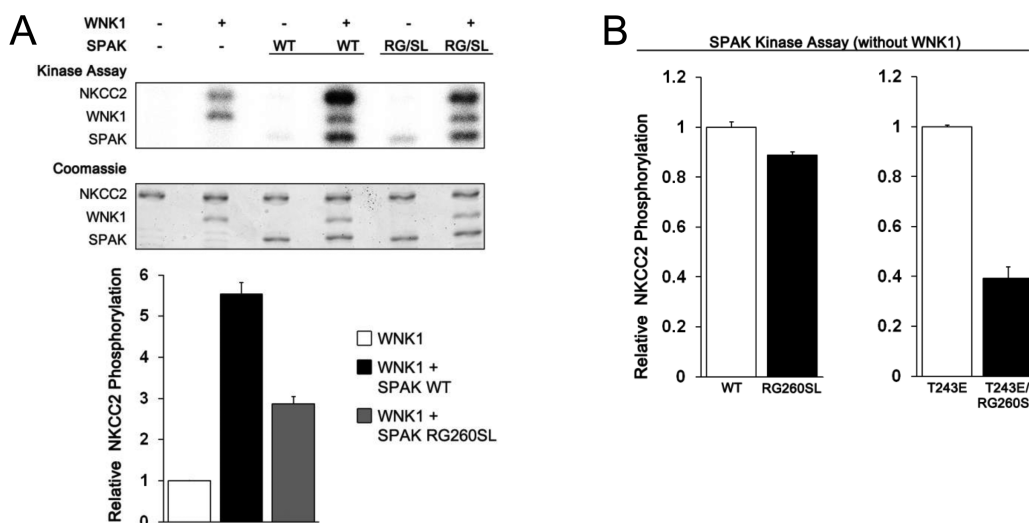 A
WNK1 - + - + - +
SPAK - - WT WT RG/SL RG/SL
Kinase Assay
NKCC2
WNK1
SPAK
Coomassie
NKCC2
WNK1
SPAK
Relative NKCC2 Phosphorylation
6
5
4
3
2
1
0
WNK1
WNK1 +
SPAK WT
WNK1 +
SPAK RG260SL
B
SPAK Kinase Assay (without WNK1)
Relative NKCC2 Phosphorylation
1.2
1
0.8
0.6
0.4
0.2
0
WT RG260SL
1.2
1
0.8
0.6
0.4
0.2
0
T243E T243E/
RG260S